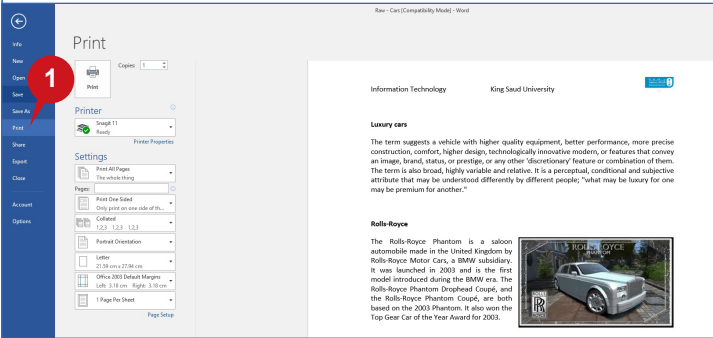 Raw - Cars [Compatibility Mode] - Word
Info
New
Open
Save
Save As
Print
Share
Export
Close
Account
Options
1
Print
Copies: 1
Print
Printer
Snagit 11
Ready
Printer Properties
Settings
Print All Pages
The whole thing
Pages:
Print One Sided
Only print on one side of th...
Collated
1,2,3 1,2,3 1,2,3
Portrait Orientation
Letter
21.59 cm x 27.94 cm
Office 2003 Default Margins
Left: 3.18 cm Right: 3.18 cm
1 Page Per Sheet
Page Setup
Information Technology King Saud University
Luxury cars
The term suggests a vehicle with higher quality equipment, better performance, more precise
construction, comfort, higher design, technologically innovative modern, or features that convey
an image, brand, status, or prestige, or any other 'discretionary' feature or combination of them.
The term is also broad, highly variable and relative. It is a perceptual, conditional and subjective
attribute that may be understood differently by different people; "what may be luxury for one
may be premium for another."
Rolls-Royce
The Rolls-Royce Phantom is a saloon
automobile made in the United Kingdom by
Rolls-Royce Motor Cars, a BMW subsidiary.
It was launched in 2003 and is the first
model introduced during the BMW era. The
Rolls-Royce Phantom Drophead Coupé, and
the Rolls-Royce Phantom Coupé, are both
based on the 2003 Phantom. It also won the
Top Gear Car of the Year Award for 2003.
ROLLS ROYCE
PHANTOM